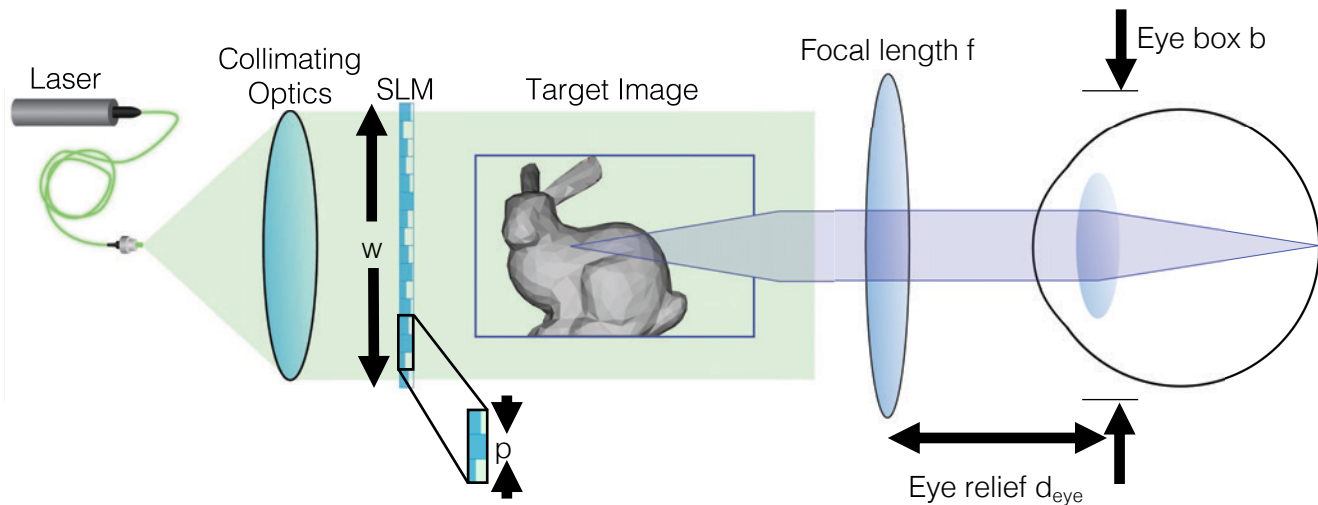 Laser
Collimating
Optics
SLM
Target Image
Focal length f
Eye box b
w
p
Eye relief d_eye